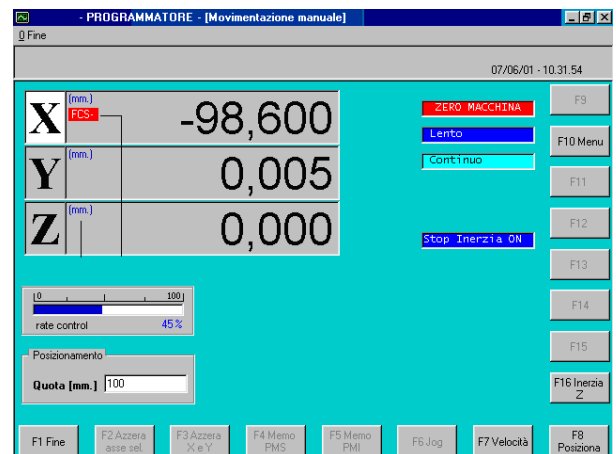 - PROGRAMMATORE - [Movimentazione manuale]
0 Fine
07/06/01 - 10.31.54
X (mm.) FCS- -98,600
Y (mm.) 0,005
Z (mm.) 0,000
ZERO MACCHINA
Lento
Continuo
Stop Inerzia ON
0 100
rate control 45%
Posizionamento
Quota [mm.] 100
F9
F10 Menu
F11
F12
F13
F14
F15
F16 Inerzia
Z
F1 Fine
F2 Azzera
asse sel.
F3 Azzera
X e Y
F4 Memo
PMS
F5 Memo
PMI
F6 Jog
F7 Velocità
F8
Posiziona